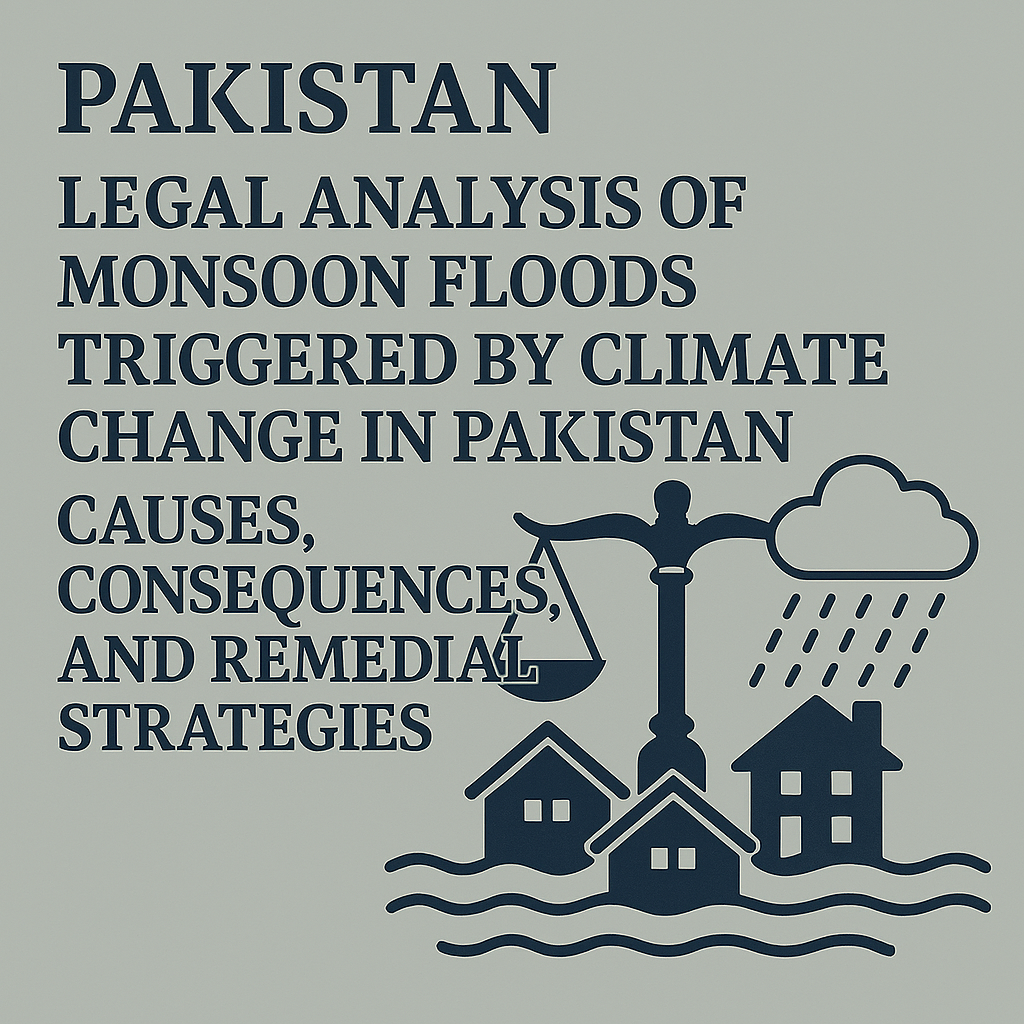 PAKISTAN
LEGAL ANALYSIS OF
MONSOON FLOODS
TRIGGERED BY CLIMATE
CHANGE IN PAKISTAN
CAUSES,
CONSEQUENCES,
AND REMEDIAL
STRATEGIES